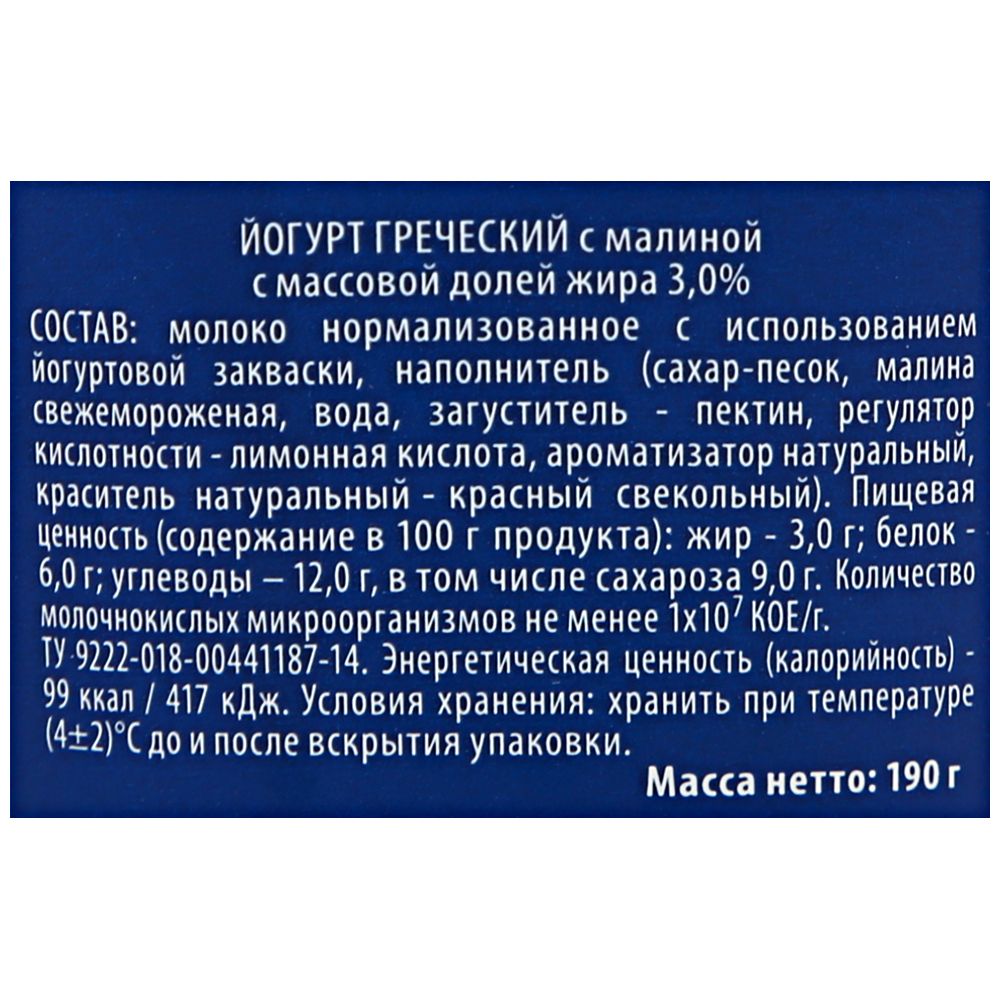 ЙОГУРТ ГРЕЧЕСКИЙ с малиной
с массовой долей жира 3,0%
СОСТАВ: молоко нормализованное с использованием
йогуртовой закваски, наполнитель (сахар-песок, малина
свежемороженая, вода, загуститель - пектин, регулятор
кислотности - лимонная кислота, ароматизатор натуральный,
краситель натуральный - красный свекольный). Пищевая
ценность (содержание в 100 г продукта): жир - 3,0 г; белок -
6,0 г; углеводы – 12,0 г, в том числе сахароза 9,0 г. Количество
молочнокислых микроорганизмов не менее 1х10⁷ КОЕ/г.
ТУ 9222-018-00441187-14. Энергетическая ценность (калорийность) -
99 ккал / 417 кДж. Условия хранения: хранить при температуре
(4±2)°С до и после вскрытия упаковки.
Масса нетто: 190 г